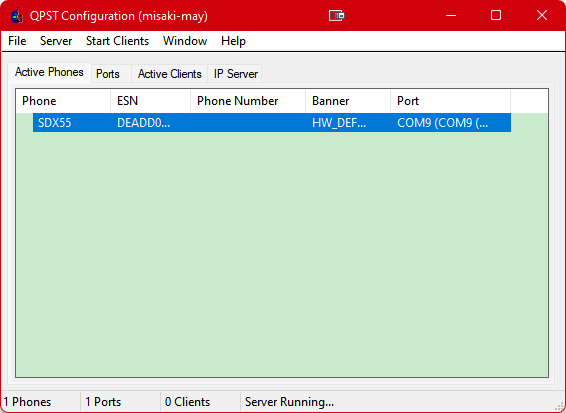 QPST Configuration (misaki-may)
File Server Start Clients Window Help
Active Phones Ports Active Clients IP Server
Phone ESN Phone Number Banner Port
SDX55 DEADD0... HW_DEF... COM9 (COM9 (...
1 Phones 1 Ports 0 Clients Server Running...